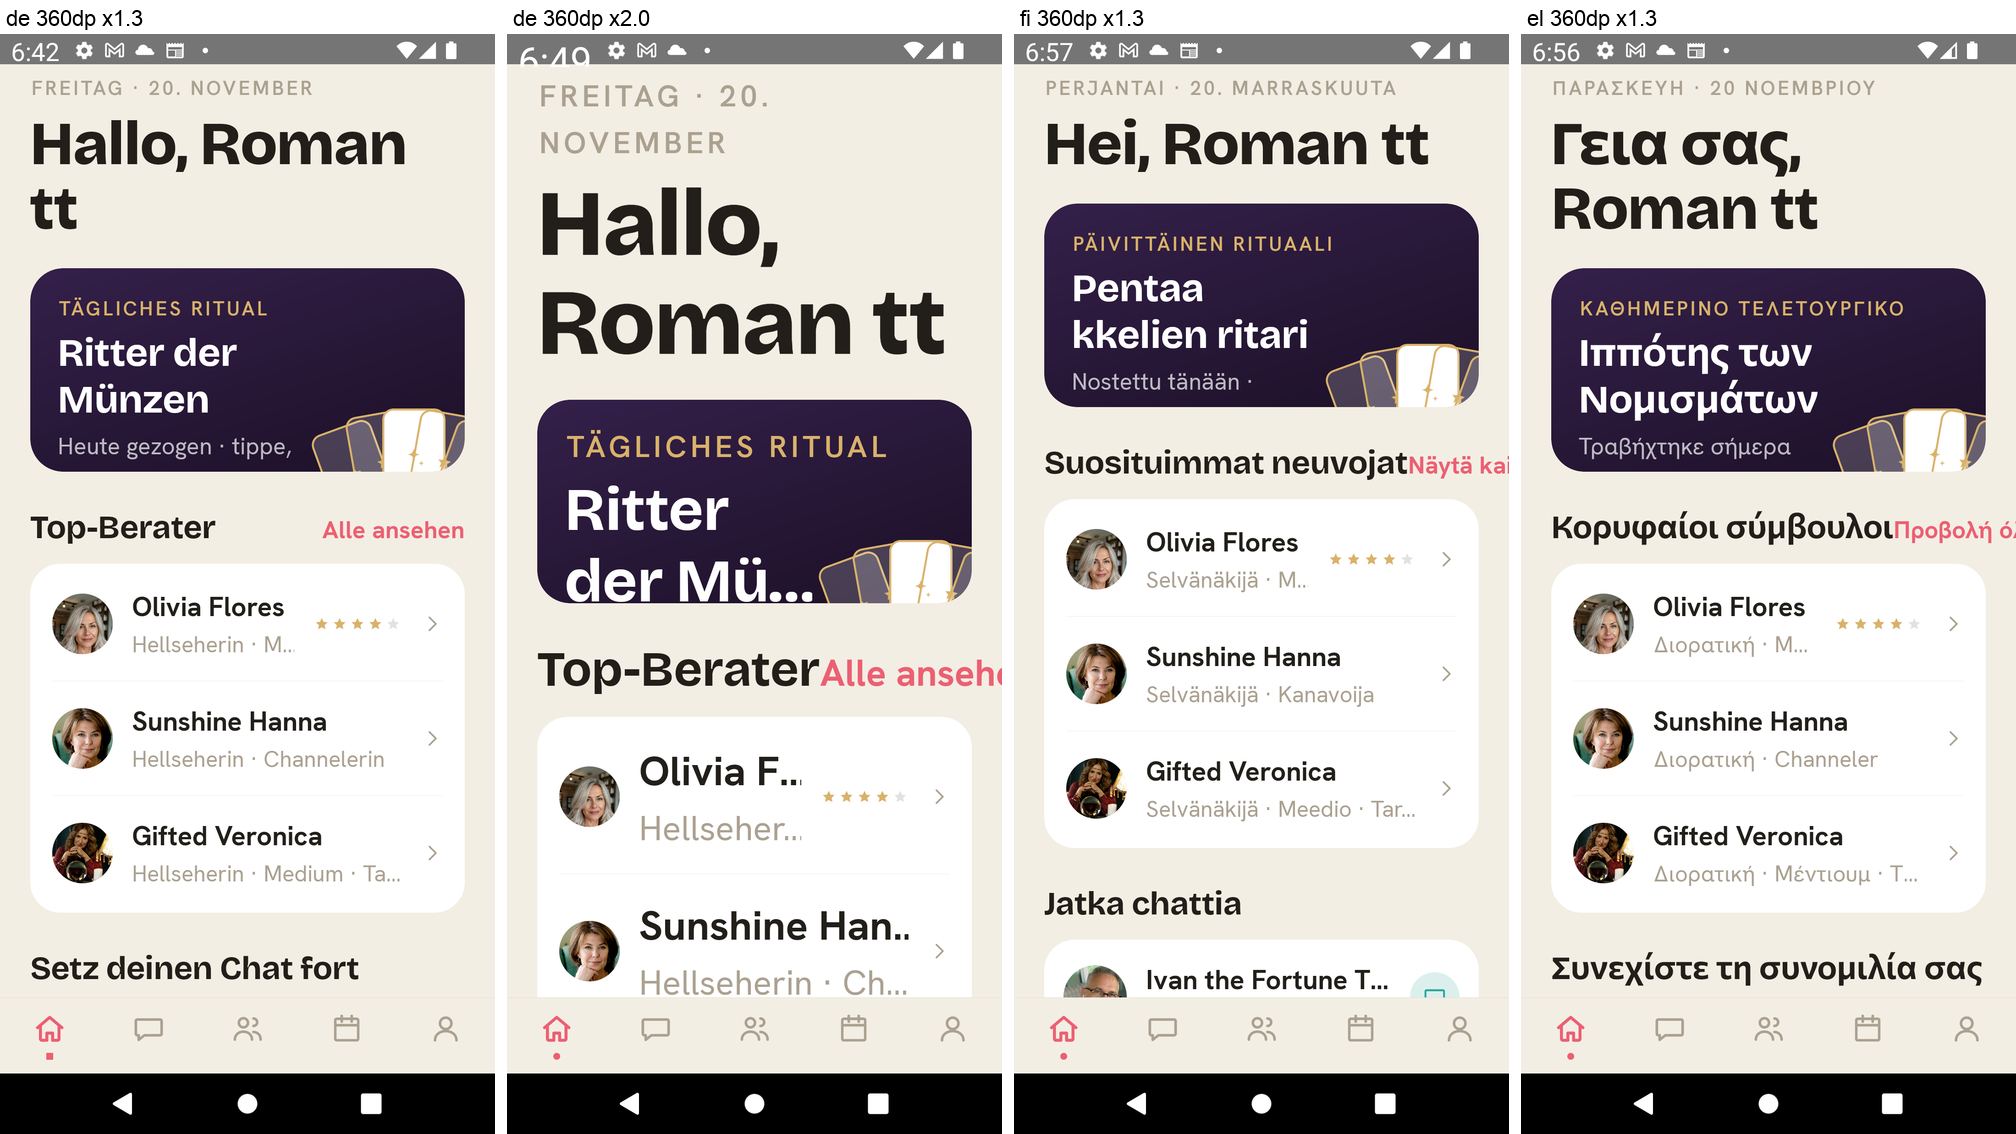 de 360dp x1.3
6:42
FREITAG · 20. NOVEMBER
Hallo, Roman
tt
TÄGLICHES RITUAL
Ritter der
Münzen
Heute gezogen · tippe,
Top-Berater
Alle ansehen
Olivia Flores
Hellseherin · M...
Sunshine Hanna
Hellseherin · Channelerin
Gifted Veronica
Hellseherin · Medium · Ta...
Setz deinen Chat fort
de 360dp x2.0
6:49
FREITAG · 20.
NOVEMBER
Hallo,
Roman tt
TÄGLICHES RITUAL
Ritter
der Mü...
Top-Berater
Alle ansehe
Olivia F...
Hellseher...
Sunshine Han...
Hellseherin · Ch...
fi 360dp x1.3
6:57
PERJANTAI · 20. MARRASKUUTA
Hei, Roman tt
PÄIVITTÄINEN RITUAALI
Pentaa
kkelien ritari
Nostettu tänään ·
Suosituimmat neuvojat
Näytä kai
Olivia Flores
Selvänäkijä · M...
Sunshine Hanna
Selvänäkijä · Kanavoija
Gifted Veronica
Selvänäkijä · Meedio · Tar...
Jatka chattia
Ivan the Fortune T...
el 360dp x1.3
6:56
ΠΑΡΑΣΚΕΥΗ · 20 ΝΟΕΜΒΡΙΟΥ
Γεια σας,
Roman tt
ΚΑΘΗΜΕΡΙΝΟ ΤΕΛΕΤΟΥΡΓΙΚΟ
Ιππότης των
Νομισμάτων
Τραβήχτηκε σήμερα
Κορυφαίοι σύμβουλοι
Προβολή όλ
Olivia Flores
Διορατική · M...
Sunshine Hanna
Διορατική · Channeler
Gifted Veronica
Διορατική · Μέντιουμ · T...
Συνεχίστε τη συνομιλία σας